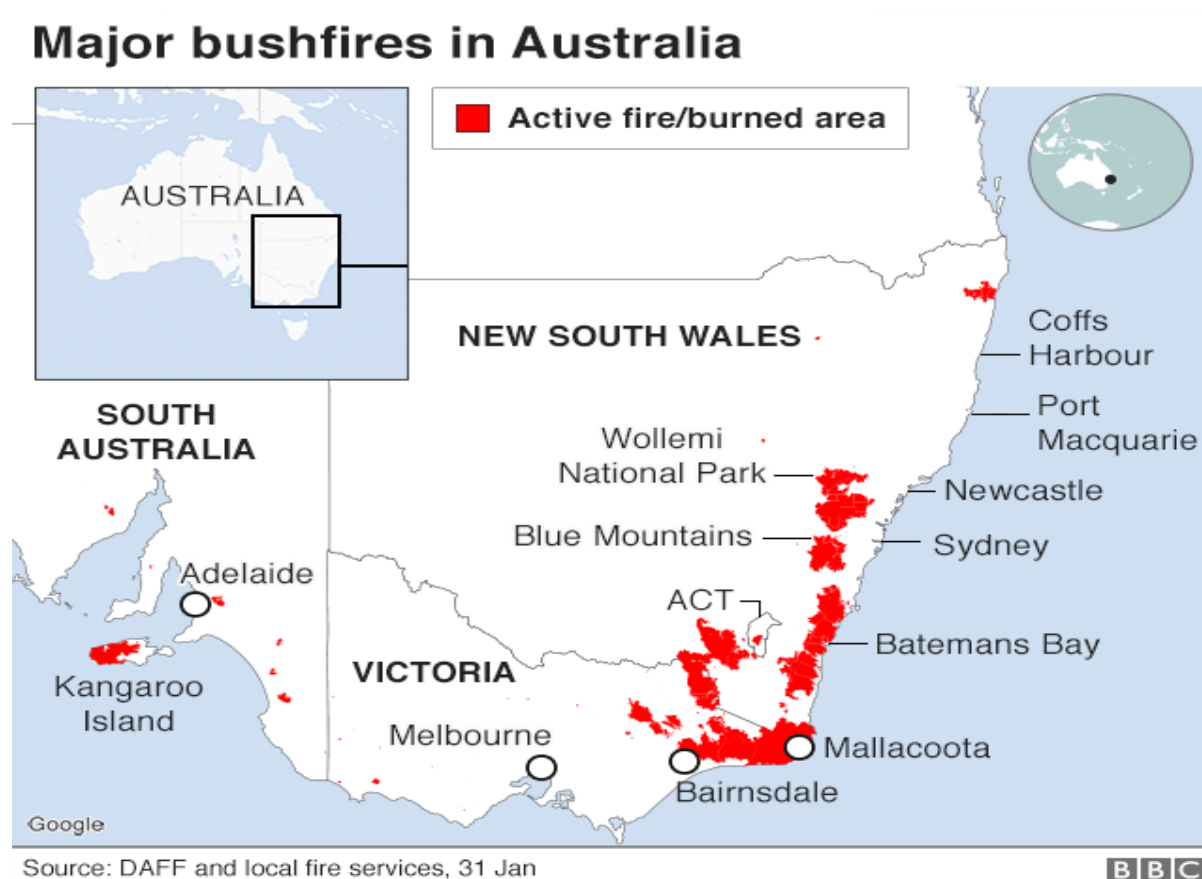 Major bushfires in Australia
Active fire/burned area
AUSTRALIA
NEW SOUTH WALES
Coffs
Harbour
Port
Macquarie
SOUTH
AUSTRALIA
Wollemi
National Park
Newcastle
Blue Mountains
Sydney
Adelaide
ACT
Batemans Bay
VICTORIA
Kangaroo
Island
Melbourne
Mallacoota
Bairnsdale
Google
Source: DAFF and local fire services, 31 Jan
BBC